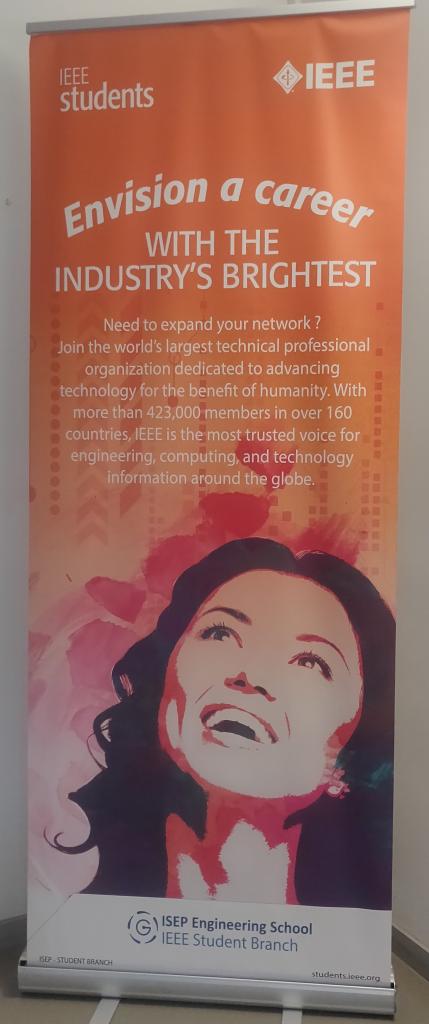 IEEE
students
IEEE
Envision a career
WITH THE
INDUSTRY'S BRIGHTEST
Need to expand your network ?
Join the world's largest technical professional
organization dedicated to advancing
technology for the benefit of humanity. With
more than 423,000 members in over 160
countries, IEEE is the most trusted voice for
engineering, computing, and technology
information around the globe.
ISEP Engineering School
IEEE Student Branch
ISEP - STUDENT BRANCH
students.ieee.org